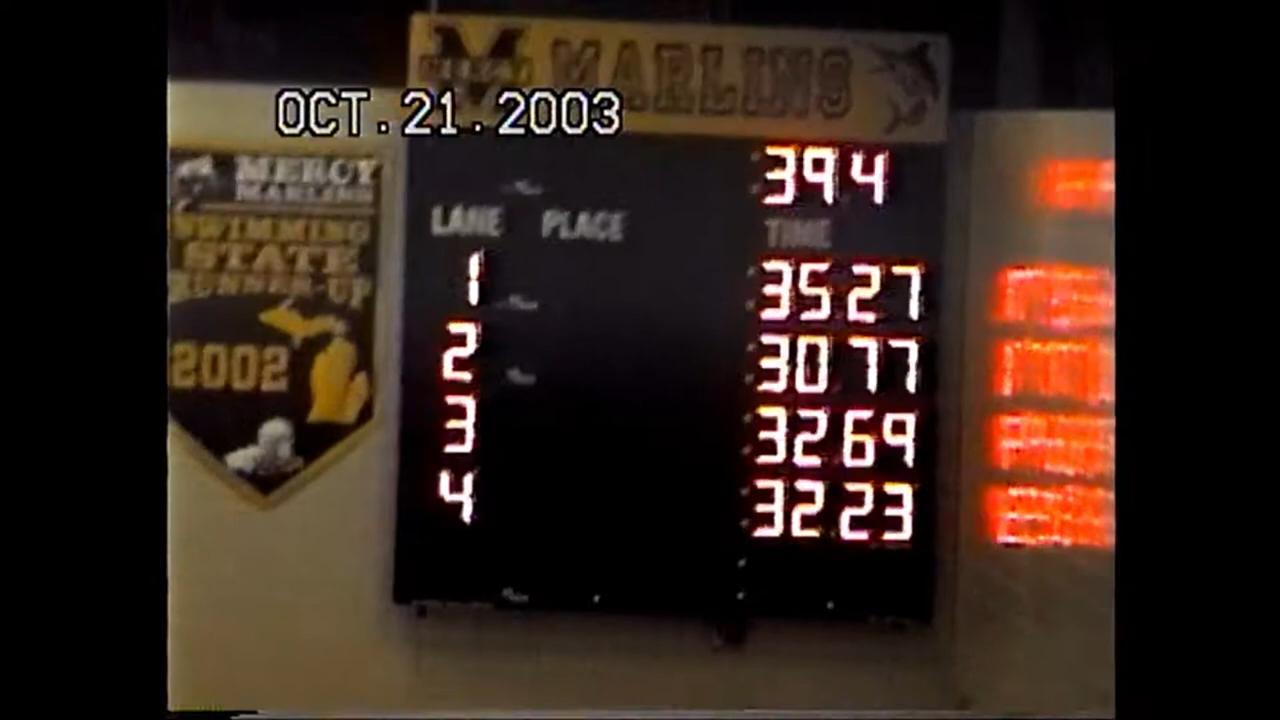 M MARLINS
OCT.21.2003
394
MERCY
MARLINS
SWIMMING
STATE
RUNNER-UP
2002
LANE PLACE TIME
1 3527
2 3077
3 3269
4 3223